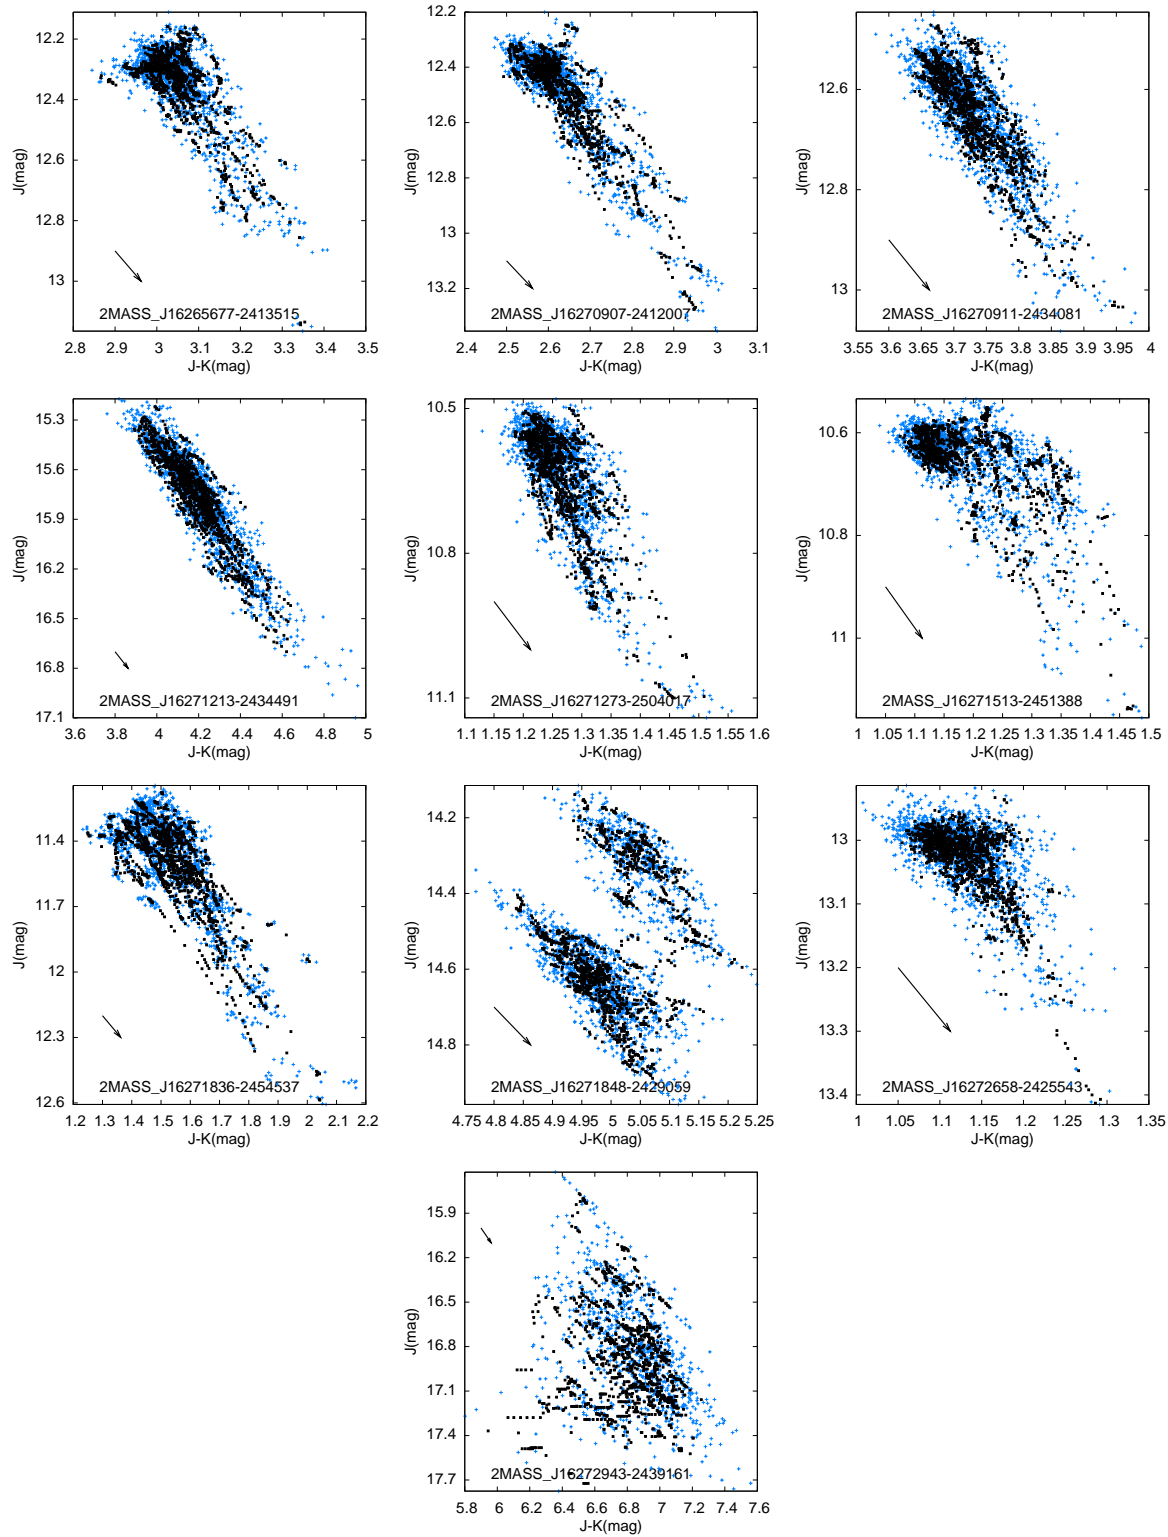 12.2
12.4
12.6
12.8
13
J(mag)
2MASS_J16265677-2413515
2.8 2.9 3 3.1 3.2 3.3 3.4 3.5
J-K(mag)
12.2
12.4
12.6
12.8
13
13.2
J(mag)
2MASS_J16270907-2412007
2.4 2.5 2.6 2.7 2.8 2.9 3 3.1
J-K(mag)
12.6
12.8
13
J(mag)
2MASS_J16270911-2434081
3.55 3.6 3.65 3.7 3.75 3.8 3.85 3.9 3.95 4
J-K(mag)
15.3
15.6
15.9
16.2
16.5
16.8
17.1
J(mag)
2MASS_J16271213-2434491
3.6 3.8 4 4.2 4.4 4.6 4.8 5
J-K(mag)
10.5
10.8
11.1
J(mag)
2MASS_J16271273-2504017
1.1 1.15 1.2 1.25 1.3 1.35 1.4 1.45 1.5 1.55 1.6
J-K(mag)
10.6
10.8
11
J(mag)
2MASS_J16271513-2451388
1 1.05 1.1 1.15 1.2 1.25 1.3 1.35 1.4 1.45 1.5
J-K(mag)
11.4
11.7
12
12.3
12.6
J(mag)
2MASS_J16271836-2454537
1.2 1.3 1.4 1.5 1.6 1.7 1.8 1.9 2 2.1 2.2
J-K(mag)
14.2
14.4
14.6
14.8
J(mag)
2MASS_J16271848-2429059
4.75 4.8 4.85 4.9 4.95 5 5.05 5.1 5.15 5.2 5.25
J-K(mag)
13
13.1
13.2
13.3
13.4
J(mag)
2MASS_J16272658-2425543
1 1.05 1.1 1.15 1.2 1.25 1.3 1.35
J-K(mag)
15.9
16.2
16.5
16.8
17.1
17.4
17.7
J(mag)
2MASS_J16272943-2439161
5.8 6 6.2 6.4 6.6 6.8 7 7.2 7.4 7.6
J-K(mag)